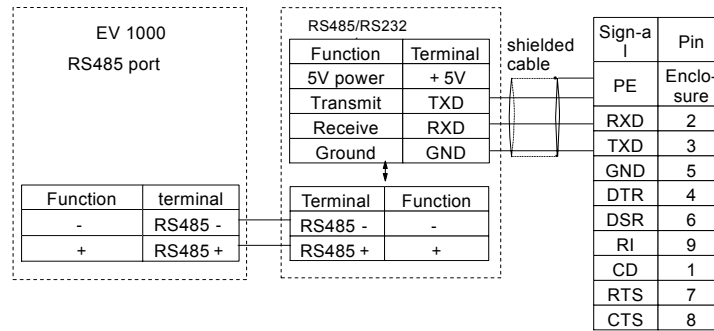 EV 1000
RS485 port
Function terminal
- RS485 -
+ RS485 +
RS485/RS232
Function Terminal
5V power + 5V
Transmit TXD
Receive RXD
Ground GND
Terminal Function
RS485 - -
RS485 + +
shielded
cable
Sign-a
l Pin
PE Enclo-
sure
RXD 2
TXD 3
GND 5
DTR 4
DSR 6
RI 9
CD 1
RTS 7
CTS 8